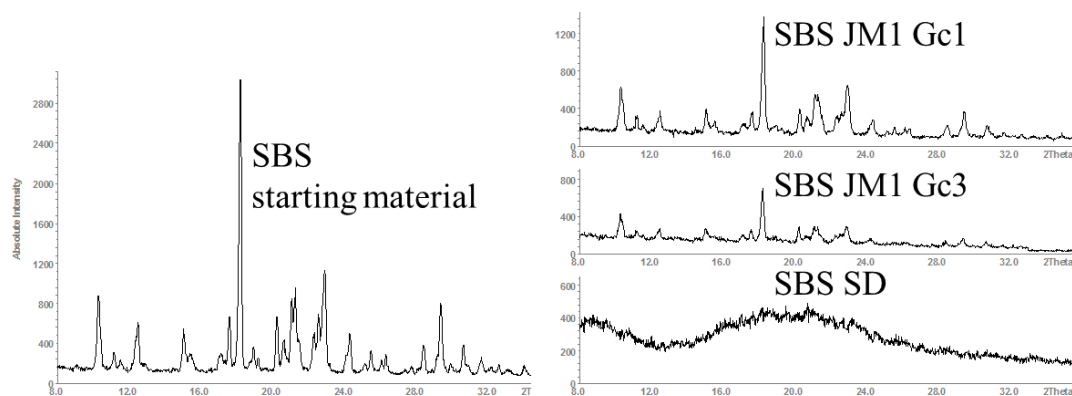 Absolute Intensity
2800
2400
2000
1600
1200
800
400
0
8.0 12.0 16.0 20.0 24.0 28.0 32.0 2T
SBS
starting material
1200
800
400
0
8.0 12.0 16.0 20.0 24.0 28.0 32.0 2Theta
SBS JM1 Gc1
800
400
0
8.0 12.0 16.0 20.0 24.0 28.0 32.0 2Theta
SBS JM1 Gc3
600
400
200
0
8.0 12.0 16.0 20.0 24.0 28.0 32.0 2Theta
SBS SD